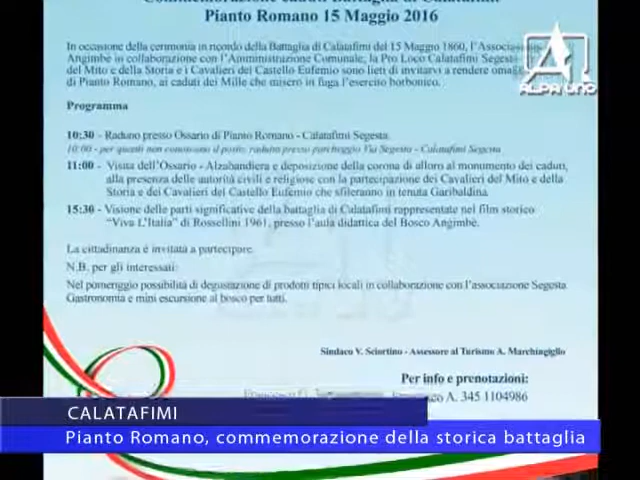 Commemorazione caduti Battaglia di Calatafimi
Pianto Romano 15 Maggio 2016
In occasione della cerimonia in ricordo della Battaglia di Calatafimi del 15 Maggio 1860, l'Associazione
Angimbè in collaborazione con l'Amministrazione Comunale, la Pro Loco Calatafimi Segesta
del Mito e della Storia e i Cavalieri del Castello Eufemio sono lieti di invitarvi a rendere omag
di Pianto Romano, ai caduti dei Mille che misero in fuga l'esercito borbonico.
ALPA UNO
Programma
10:30 - Raduno presso Ossario di Pianto Romano - Calatafimi Segesta.
10:00 - per quanti non conoscono il posto, raduno presso parcheggio Via Segesta - Calatafimi Segesta
11:00 - Visita dell'Ossario - Alzabandiera e deposizione della corona di alloro al monumento dei caduti,
alla presenza delle autorità civili e religiose con la partecipazione dei Cavalieri del Mito e della
Storia e dei Cavalieri del Castello Eufemio che sfileranno in tenuta Garibaldina.
15:30 - Visione delle parti significative della battaglia di Calatafimi rappresentate nel film storico
"Viva L'Italia" di Rossellini 1961, presso l'aula didattica del Bosco Angimbè.
La cittadinanza è invitata a partecipare.
N.B. per gli interessati:
Nel pomeriggio possibilità di degustazione di prodotti tipici locali in collaborazione con l'associazione Segesta
Gastronomia e mini escursione al bosco per tutti.
Sindaco V. Sciortino - Assessore al Turismo A. Marchingiglio
Per info e prenotazioni:
A. 345 1104986
CALATAFIMI
Pianto Romano, commemorazione della storica battaglia